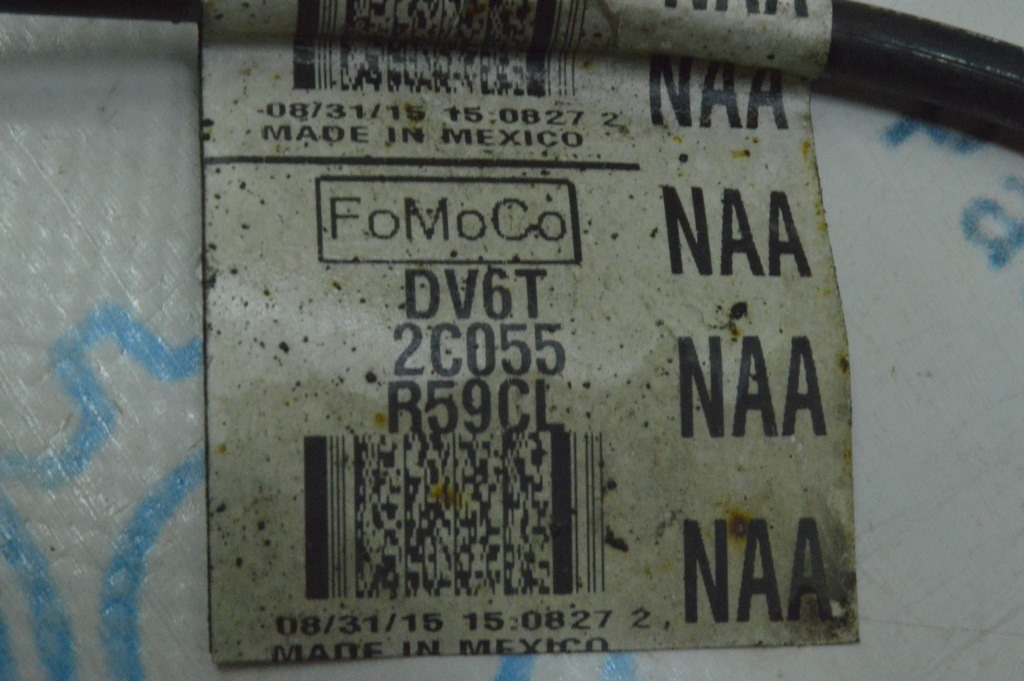 NAA
08/31/15 15:0827 2
MADE IN MEXICO
NAA
FoMoCo
NAA
DV6T
2C055
R59CL
NAA
NAA
08/31/15 15:0827 2
MADE IN MEXICO